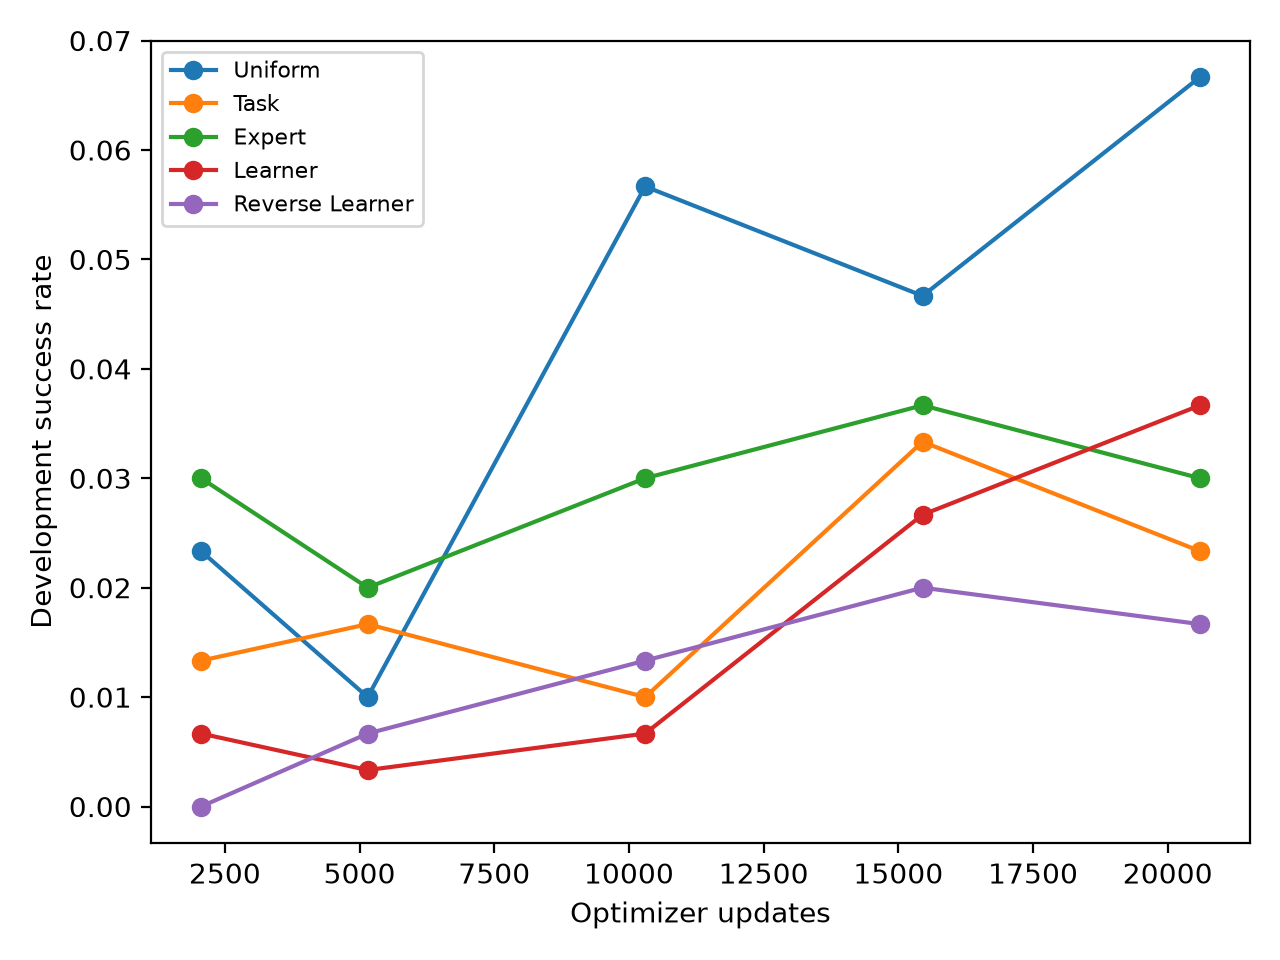 0.07
0.06
0.05
0.04
0.03
0.02
0.01
0.00
Development success rate
Uniform
Task
Expert
Learner
Reverse Learner
2500 5000 7500 10000 12500 15000 17500 20000
Optimizer updates